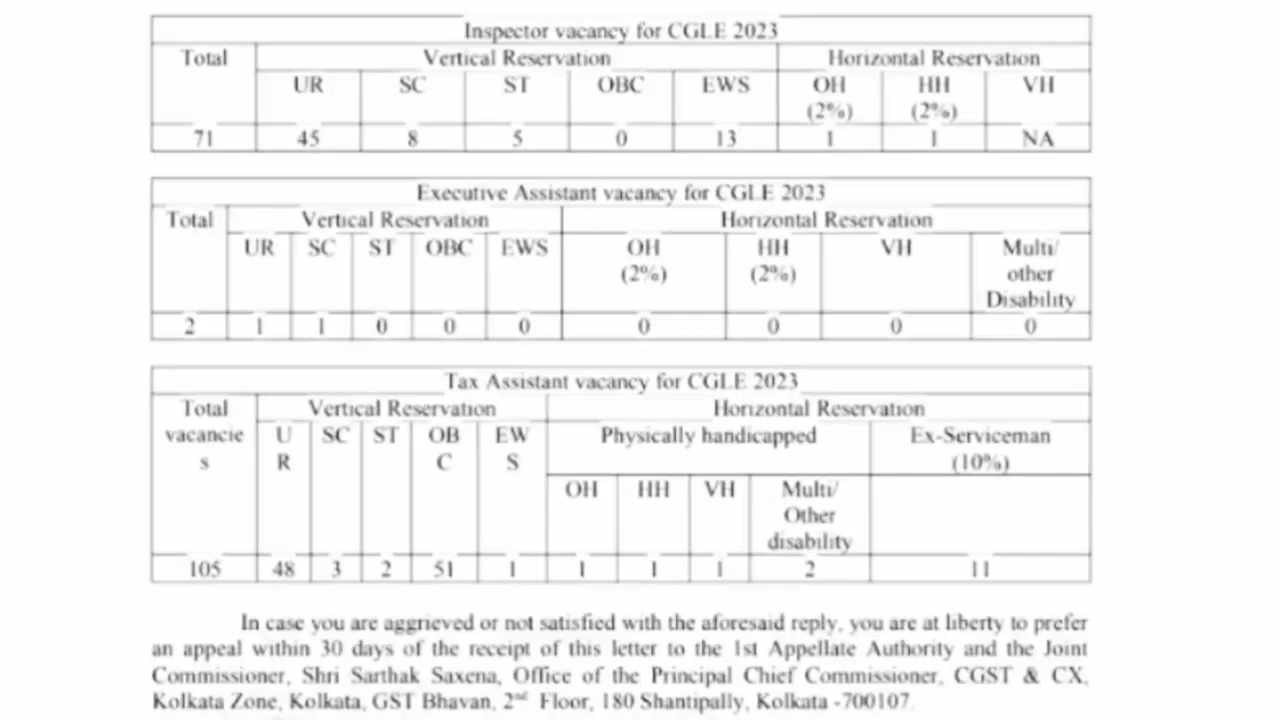 Inspector vacancy for CGLE 2023
Total Vertical Reservation Horizontal Reservation
UR SC ST OBC EWS OH (2%) HH (2%) VH
71 45 8 5 0 13 1 1 NA
Executive Assistant vacancy for CGLE 2023
Total Vertical Reservation Horizontal Reservation
UR SC ST OBC EWS OH (2%) HH (2%) VH Multi/ other Disability
2 1 1 0 0 0 0 0 0 0
Tax Assistant vacancy for CGLE 2023
Total vacancies Vertical Reservation Horizontal Reservation
UR SC ST OBC EWS Physically handicapped Ex-Serviceman (10%)
OH HH VH Multi/ Other disability
105 48 3 2 51 1 1 1 1 2 11
In case you are aggrieved or not satisfied with the aforesaid reply, you are at liberty to prefer
an appeal within 30 days of the receipt of this letter to the 1st Appellate Authority and the Joint
Commissioner, Shri Sarthak Saxena, Office of the Principal Chief Commissioner, CGST & CX,
Kolkata Zone, Kolkata, GST Bhavan, 2nd Floor, 180 Shantipally, Kolkata -700107